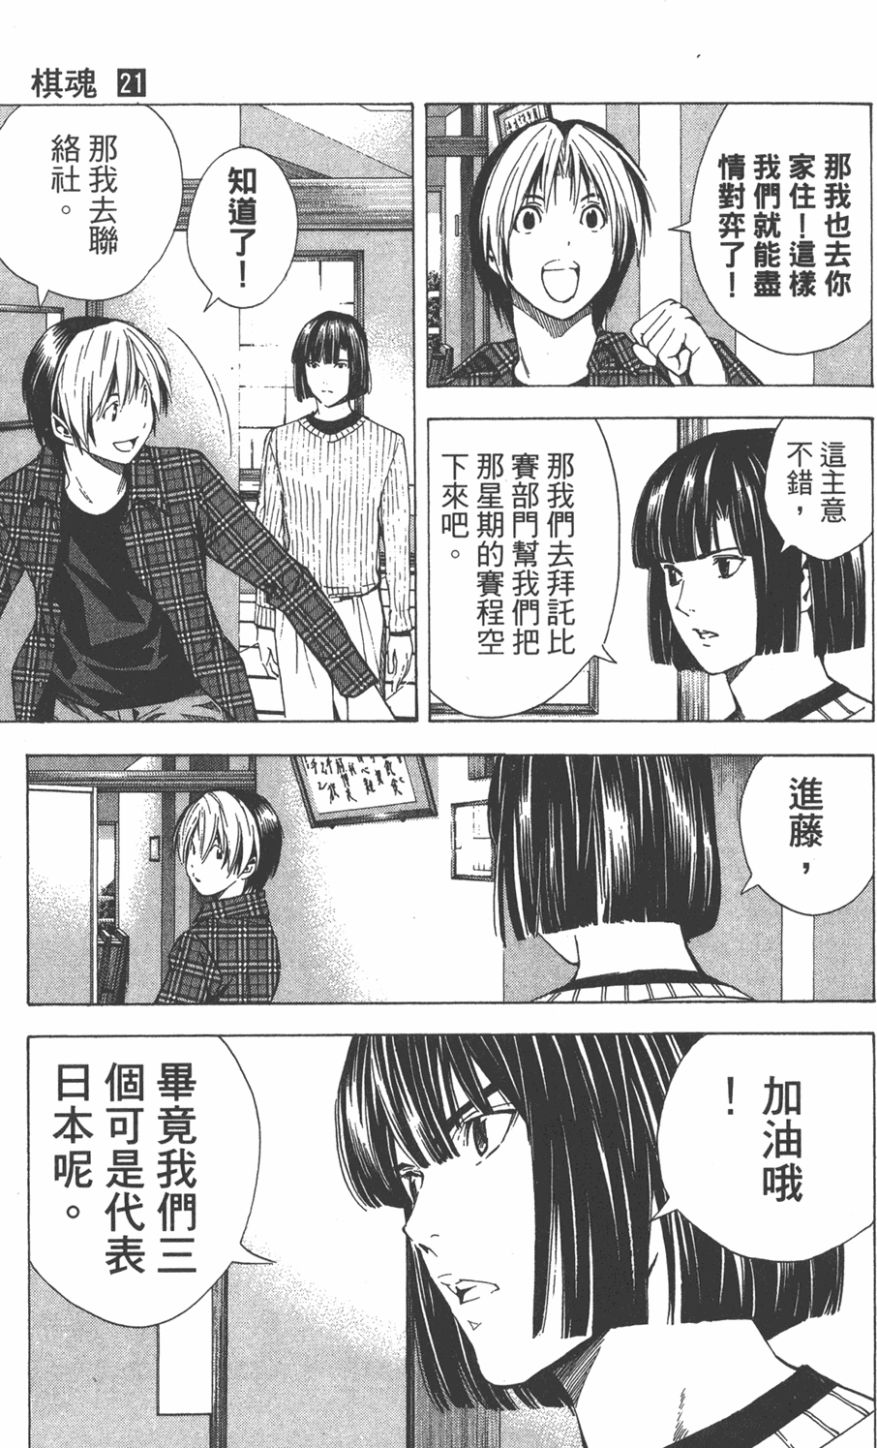 棋魂 21
那我也去你
家住！這樣
我們就能盡
情對弈了！
這主意
不錯，
那我們去拜託比
賽部門幫我們把
那星期的賽程空
下來吧。
知道了！
那我去聯
絡社。
進藤，
加油哦
！
畢竟我們三
個可是代表
日本呢。